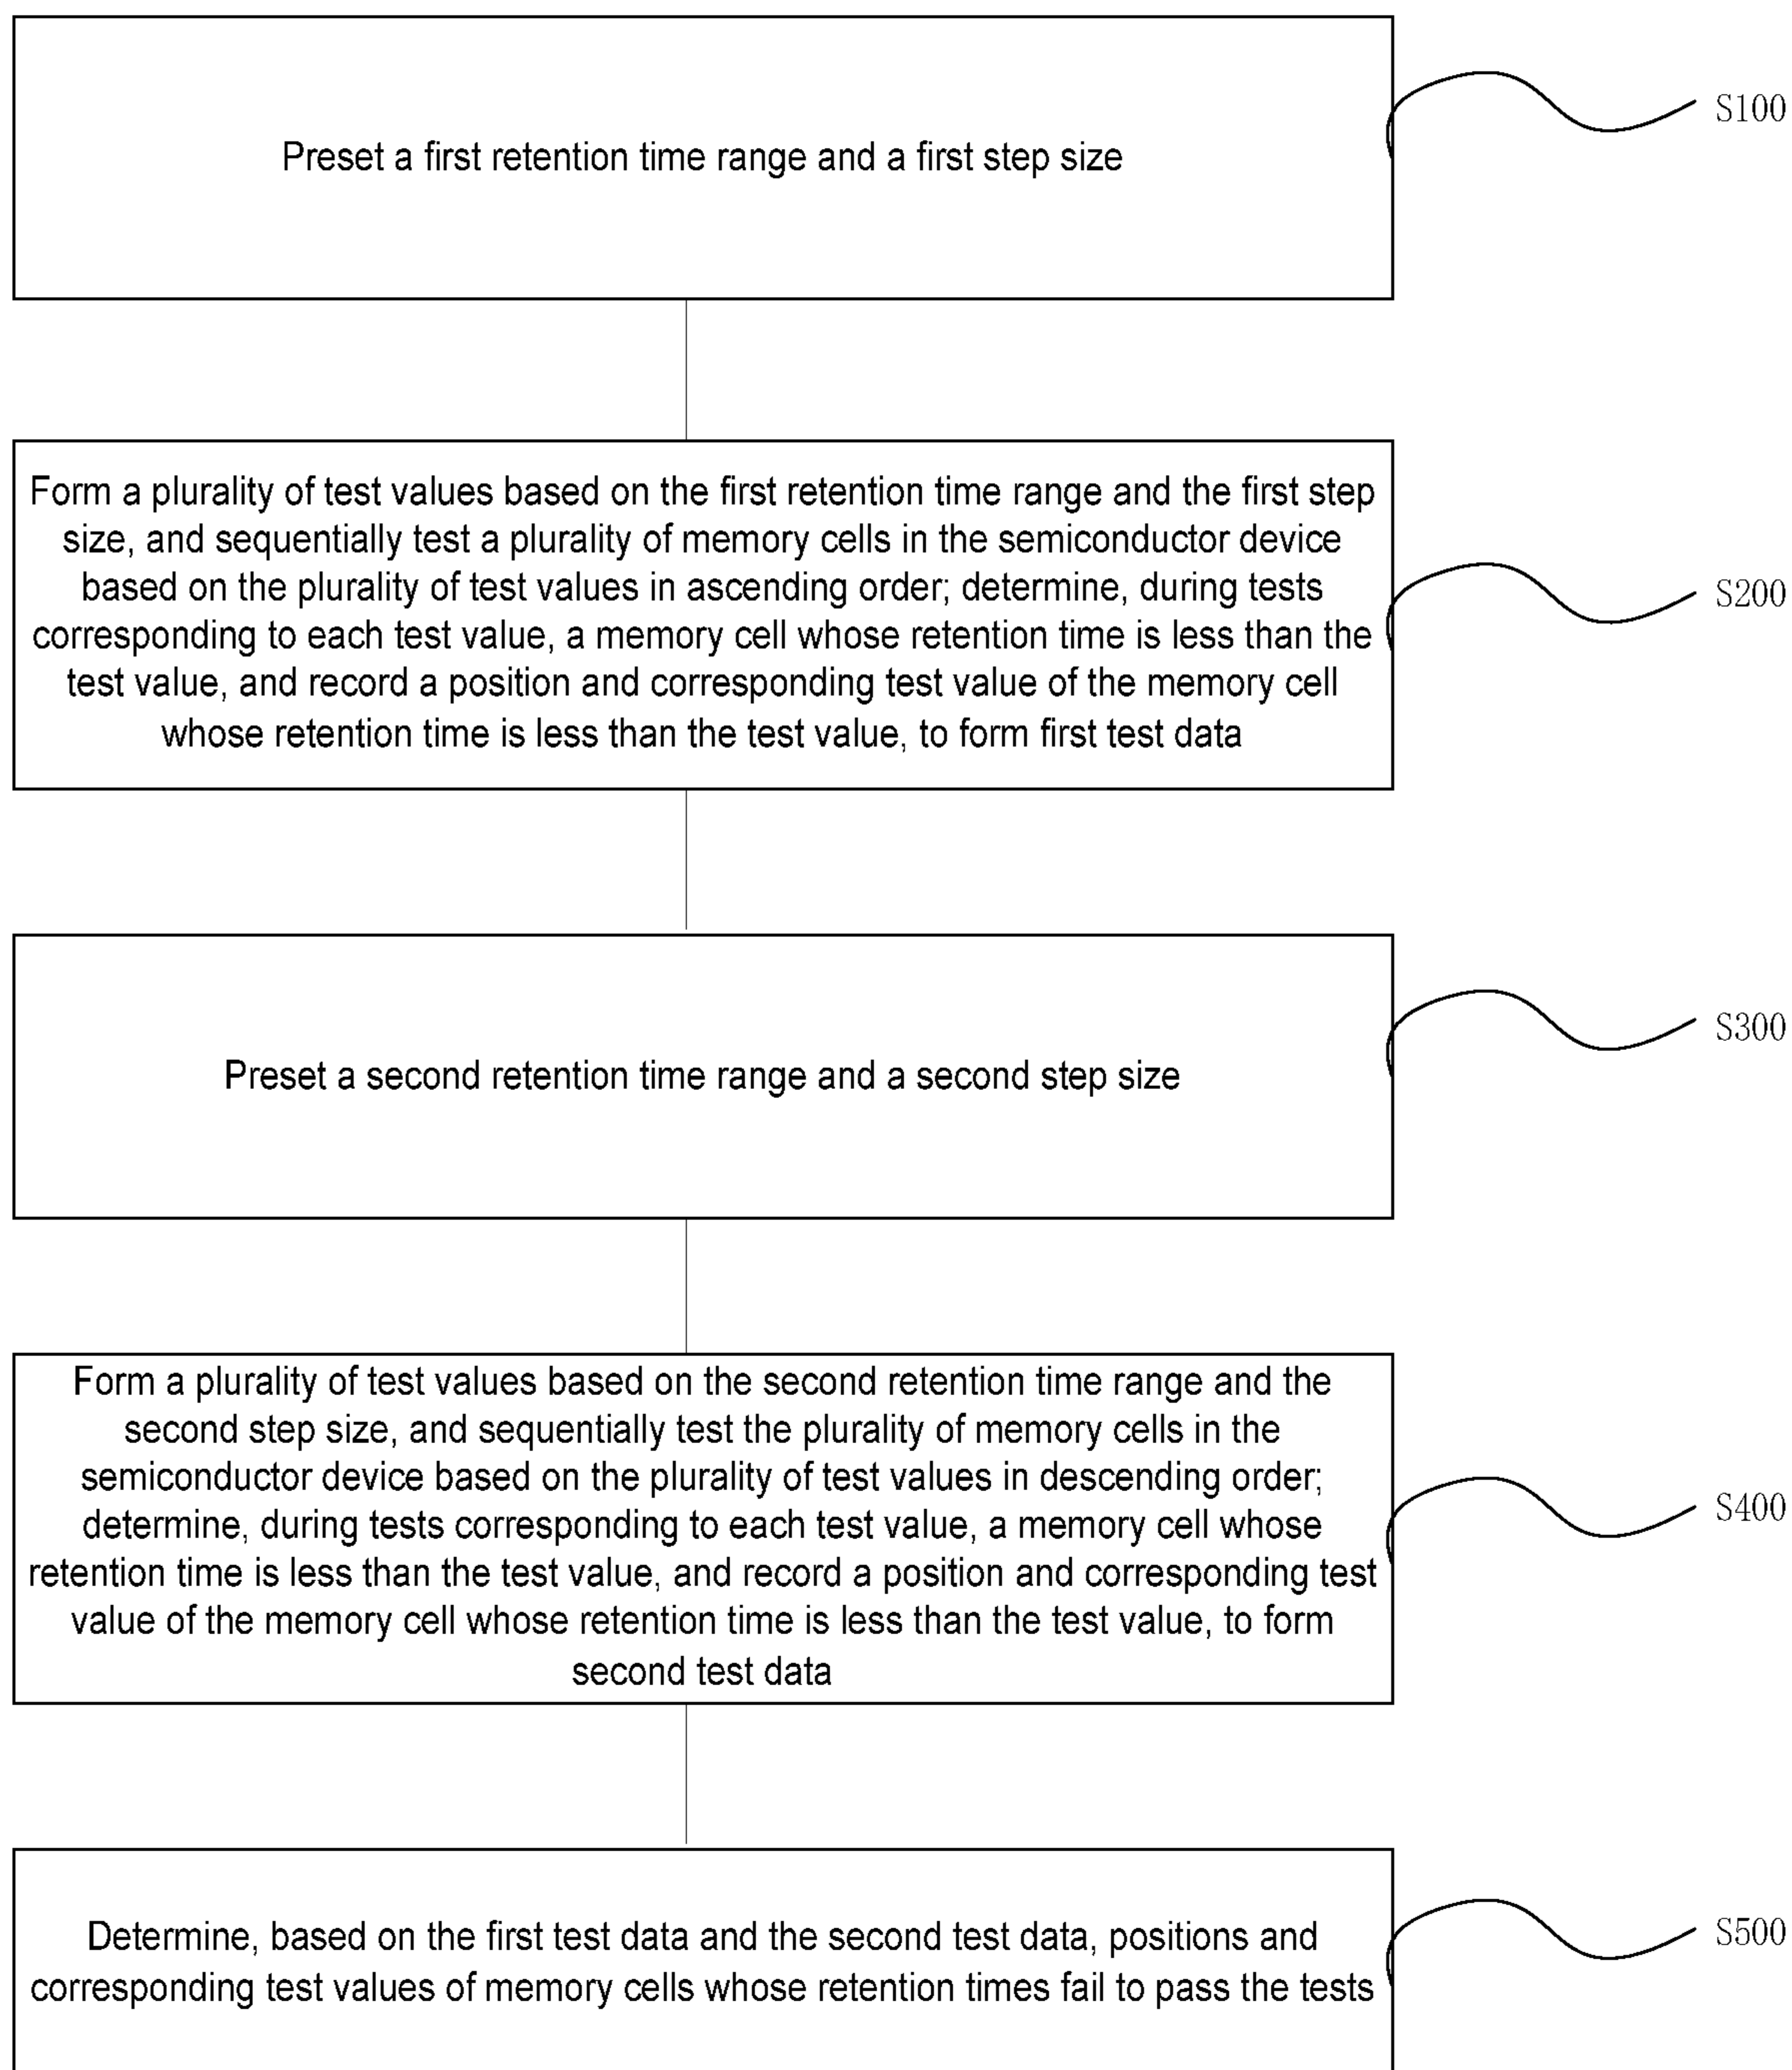 Preset a first retention time range and a first step size
S100
Form a plurality of test values based on the first retention time range and the first step
size, and sequentially test a plurality of memory cells in the semiconductor device
based on the plurality of test values in ascending order; determine, during tests
corresponding to each test value, a memory cell whose retention time is less than the
test value, and record a position and corresponding test value of the memory cell
whose retention time is less than the test value, to form first test data
S200
Preset a second retention time range and a second step size
S300
Form a plurality of test values based on the second retention time range and the
second step size, and sequentially test the plurality of memory cells in the
semiconductor device based on the plurality of test values in descending order;
determine, during tests corresponding to each test value, a memory cell whose
retention time is less than the test value, and record a position and corresponding test
value of the memory cell whose retention time is less than the test value, to form
second test data
S400
Determine, based on the first test data and the second test data, positions and
corresponding test values of memory cells whose retention times fail to pass the tests
S500